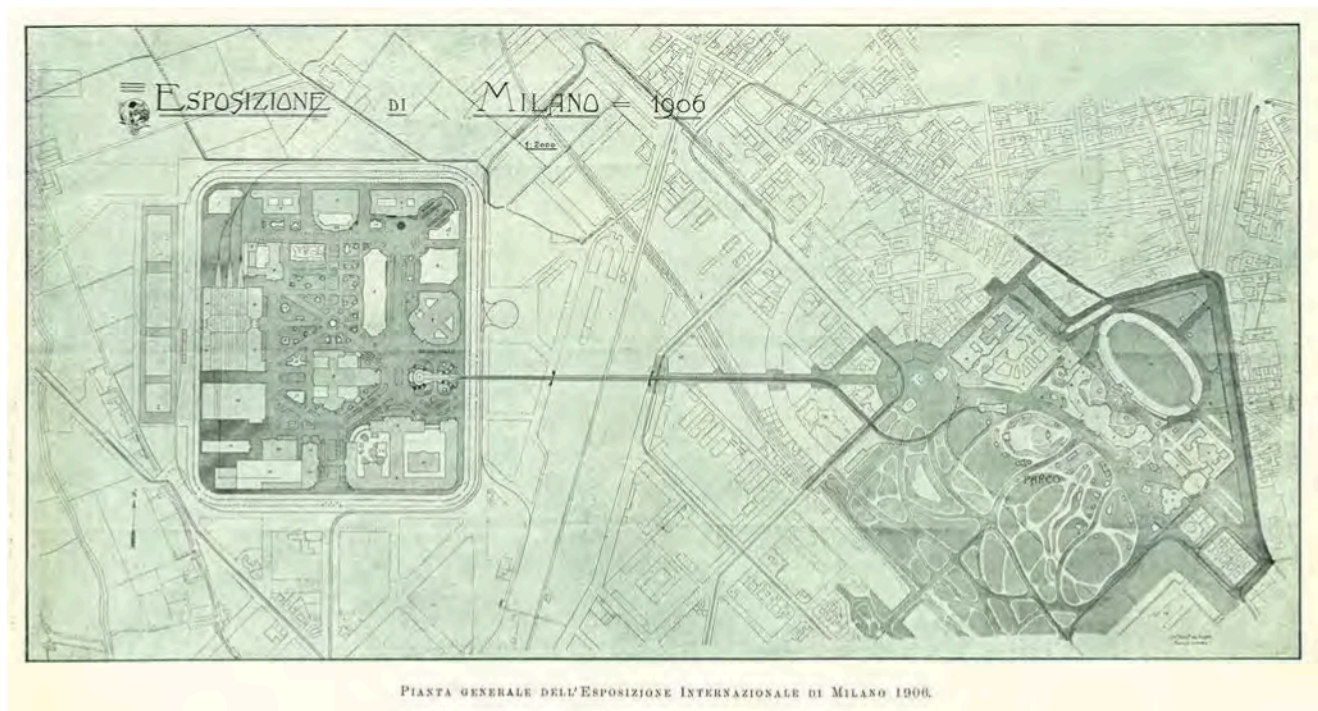 ESPOSIZIONE DI MILANO = 1906
PARCO
PIANTA GENERALE DELL'ESPOSIZIONE INTERNAZIONALE DI MILANO 1906.